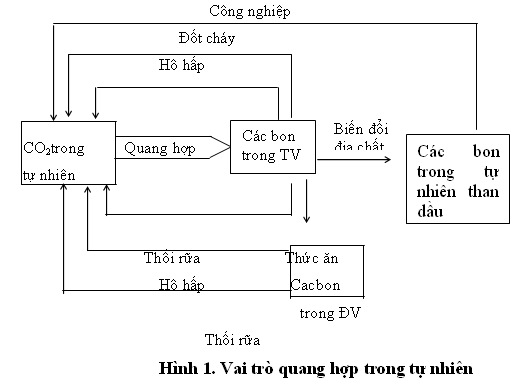 Công nghiệp
Đốt cháy
Hô hấp
CO₂trong
tự nhiên
Quang hợp
Các bon
trong TV
Biến đổi
địa chất
Các bon
trong tự
nhiên than
dầu
Thối rữa
Thức ăn
Hô hấp
Cacbon
trong ĐV
Thối rữa
Hình 1. Vai trò quang hợp trong tự nhiên